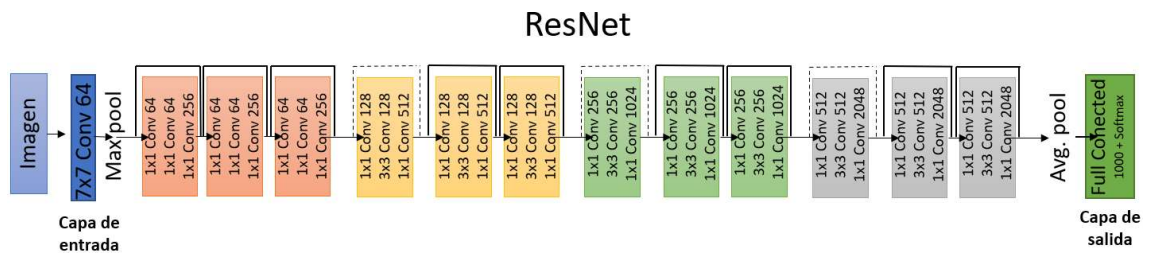 ResNet
Imagen
7x7 Conv 64
Max pool
1x1 Conv 64
1x1 Conv 64
1x1 Conv 256
1x1 Conv 64
1x1 Conv 64
1x1 Conv 256
1x1 Conv 64
1x1 Conv 64
1x1 Conv 256
1x1 Conv 128
3x3 Conv 128
1x1 Conv 512
1x1 Conv 128
3x3 Conv 128
1x1 Conv 512
1x1 Conv 128
1x1 Conv 128
1x1 Conv 512
1x1 Conv 256
3x3 Conv 256
1x1 Conv 1024
1x1 Conv 256
3x3 Conv 256
1x1 Conv 1024
1x1 Conv 256
3x3 Conv 256
1x1 Conv 1024
1x1 Conv 512
3x3 Conv 512
1x1 Conv 2048
1x1 Conv 512
3x3 Conv 512
1x1 Conv 2048
1x1 Conv 512
3x3 Conv 512
1x1 Conv 2048
Avg. pool
Full Conected
1000 + Softmax
Capa de
entrada
Capa de
salida